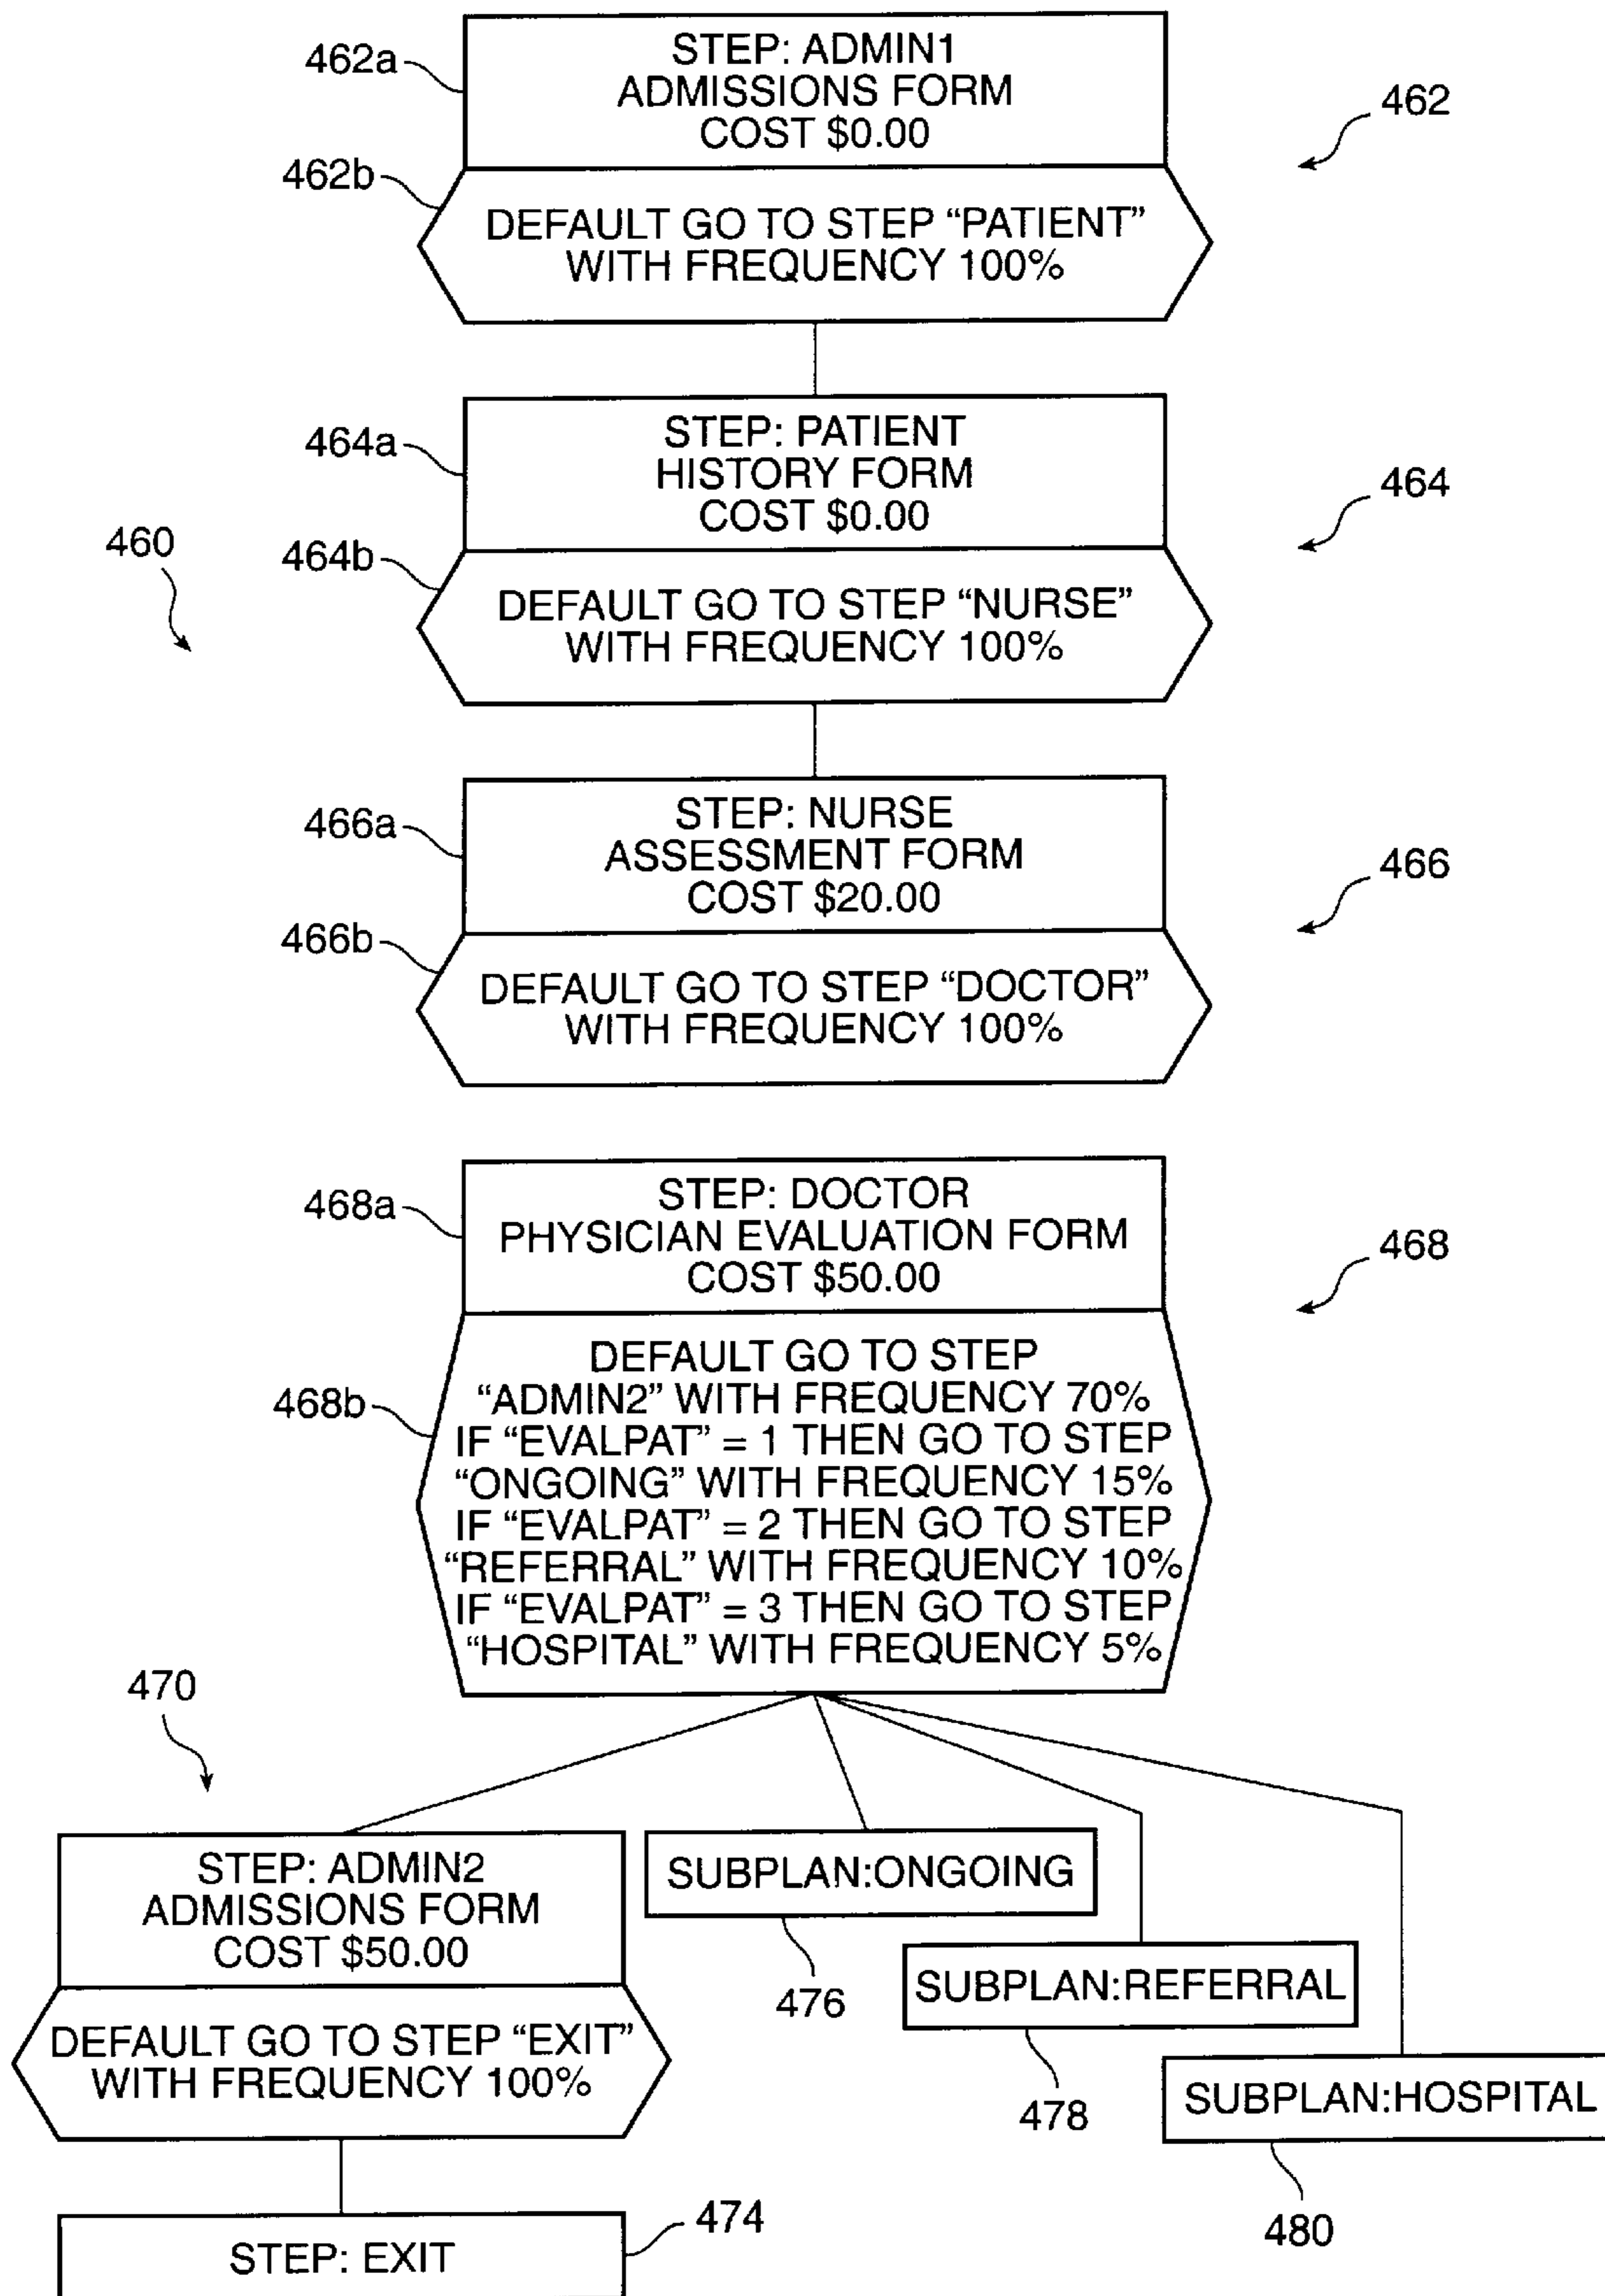 STEP: ADMIN1
ADMISSIONS FORM
COST $0.00
462a
462
462b
DEFAULT GO TO STEP “PATIENT”
WITH FREQUENCY 100%
STEP: PATIENT
HISTORY FORM
COST $0.00
464a
464
460
464b
DEFAULT GO TO STEP “NURSE”
WITH FREQUENCY 100%
STEP: NURSE
ASSESSMENT FORM
COST $20.00
466a
466
466b
DEFAULT GO TO STEP “DOCTOR”
WITH FREQUENCY 100%
STEP: DOCTOR
PHYSICIAN EVALUATION FORM
COST $50.00
468a
468
468b
DEFAULT GO TO STEP
“ADMIN2” WITH FREQUENCY 70%
IF “EVALPAT” = 1 THEN GO TO STEP
“ONGOING” WITH FREQUENCY 15%
IF “EVALPAT” = 2 THEN GO TO STEP
“REFERRAL” WITH FREQUENCY 10%
IF “EVALPAT” = 3 THEN GO TO STEP
“HOSPITAL” WITH FREQUENCY 5%
470
STEP: ADMIN2
ADMISSIONS FORM
COST $50.00
DEFAULT GO TO STEP “EXIT”
WITH FREQUENCY 100%
SUBPLAN:ONGOING
476
SUBPLAN:REFERRAL
478
SUBPLAN:HOSPITAL
480
STEP: EXIT
474